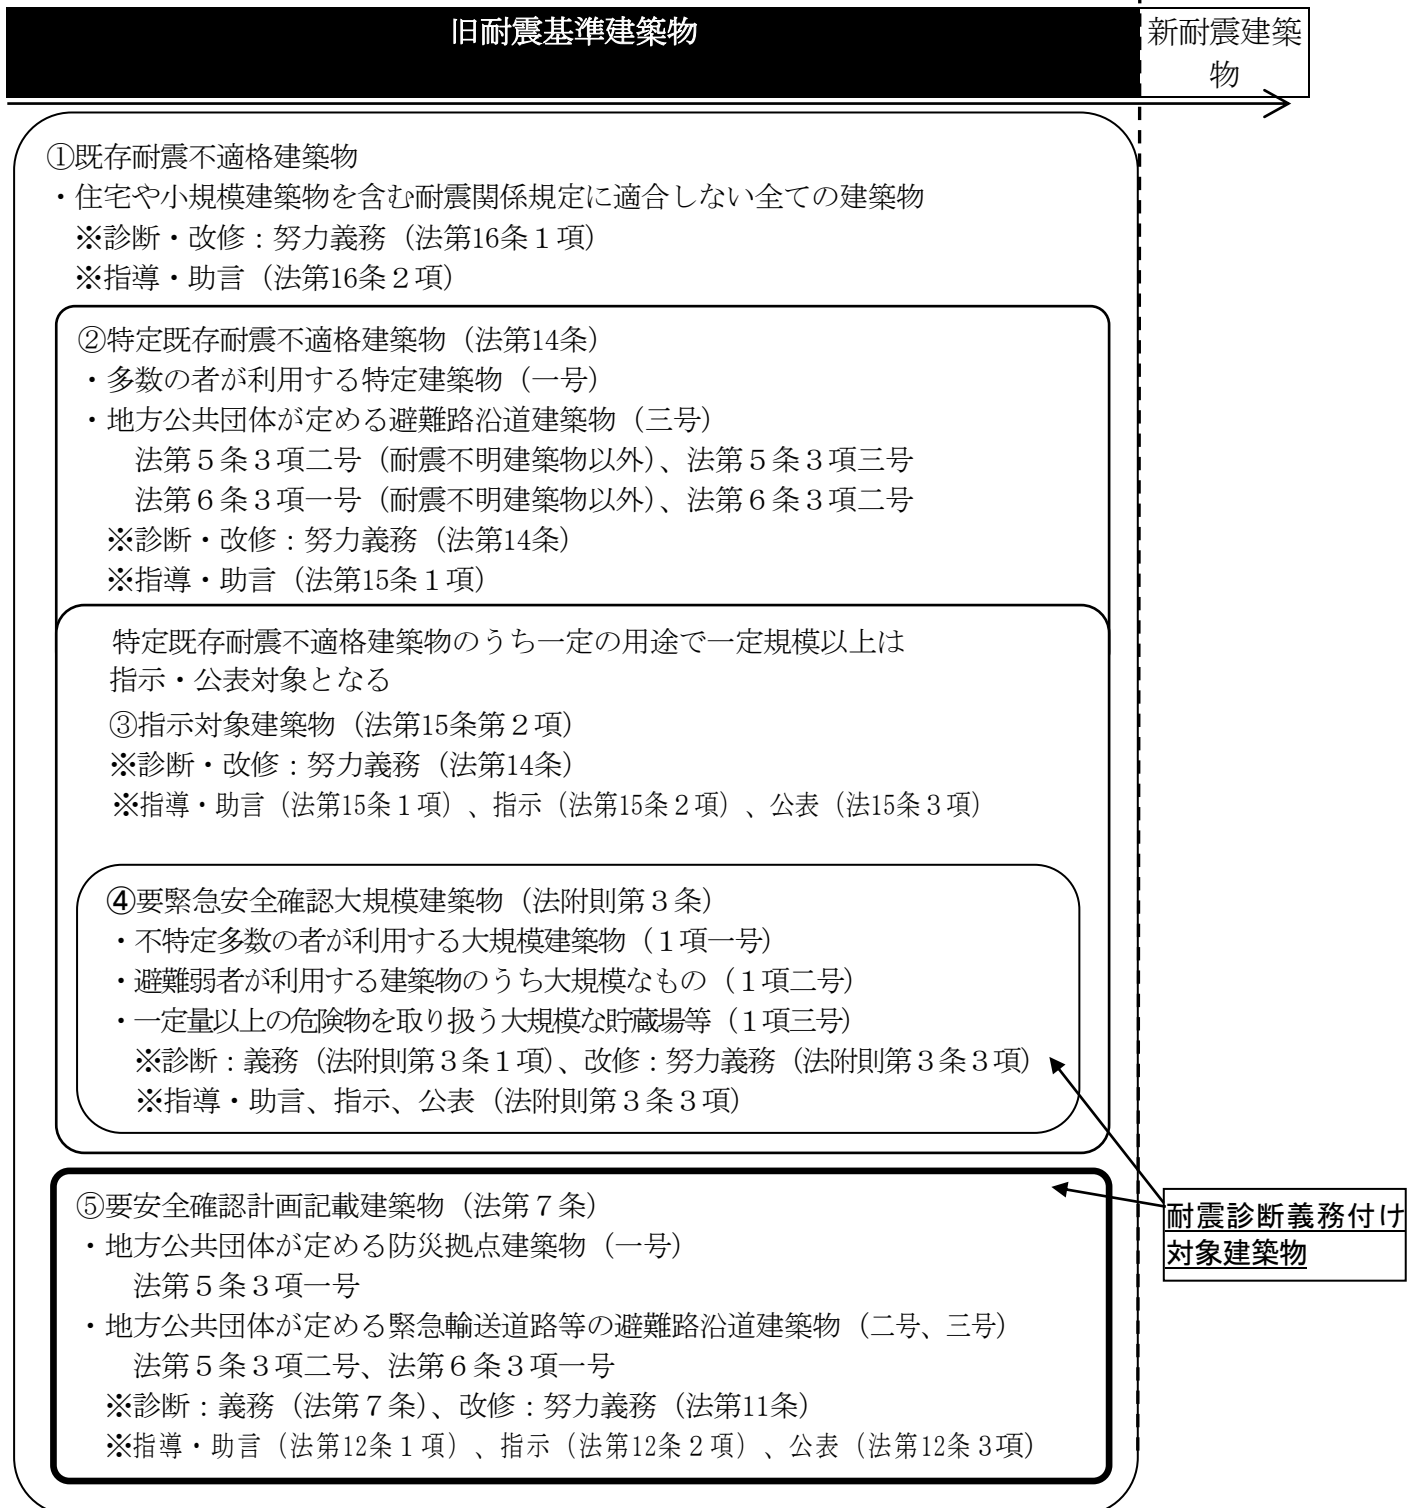 旧耐震基準建築物
新耐震建築
物
①既存耐震不適格建築物
・住宅や小規模建築物を含む耐震関係規定に適合しない全ての建築物
※診断・改修：努力義務（法第16条１項）
※指導・助言（法第16条２項）
②特定既存耐震不適格建築物（法第14条）
・多数の者が利用する特定建築物（一号）
・地方公共団体が定める避難路沿道建築物（三号）
法第５条３項二号（耐震不明建築物以外）、法第５条３項三号
法第６条３項一号（耐震不明建築物以外）、法第６条３項二号
※診断・改修：努力義務（法第14条）
※指導・助言（法第15条１項）
特定既存耐震不適格建築物のうち一定の用途で一定規模以上は
指示・公表対象となる
③指示対象建築物（法第15条第２項）
※診断・改修：努力義務（法第14条）
※指導・助言（法第15条１項）、指示（法第15条２項）、公表（法15条３項）
④要緊急安全確認大規模建築物（法附則第３条）
・不特定多数の者が利用する大規模建築物（１項一号）
・避難弱者が利用する建築物のうち大規模なもの（１項二号）
・一定量以上の危険物を取り扱う大規模な貯蔵場等（１項三号）
※診断：義務（法附則第３条１項）、改修：努力義務（法附則第３条３項）
※指導・助言、指示、公表（法附則第３条３項）
⑤要安全確認計画記載建築物（法第７条）
・地方公共団体が定める防災拠点建築物（一号）
法第５条３項一号
・地方公共団体が定める緊急輸送道路等の避難路沿道建築物（二号、三号）
法第５条３項二号、法第６条３項一号
※診断：義務（法第７条）、改修：努力義務（法第11条）
※指導・助言（法第12条１項）、指示（法第12条２項）、公表（法第12条３項）
耐震診断義務付け
対象建築物